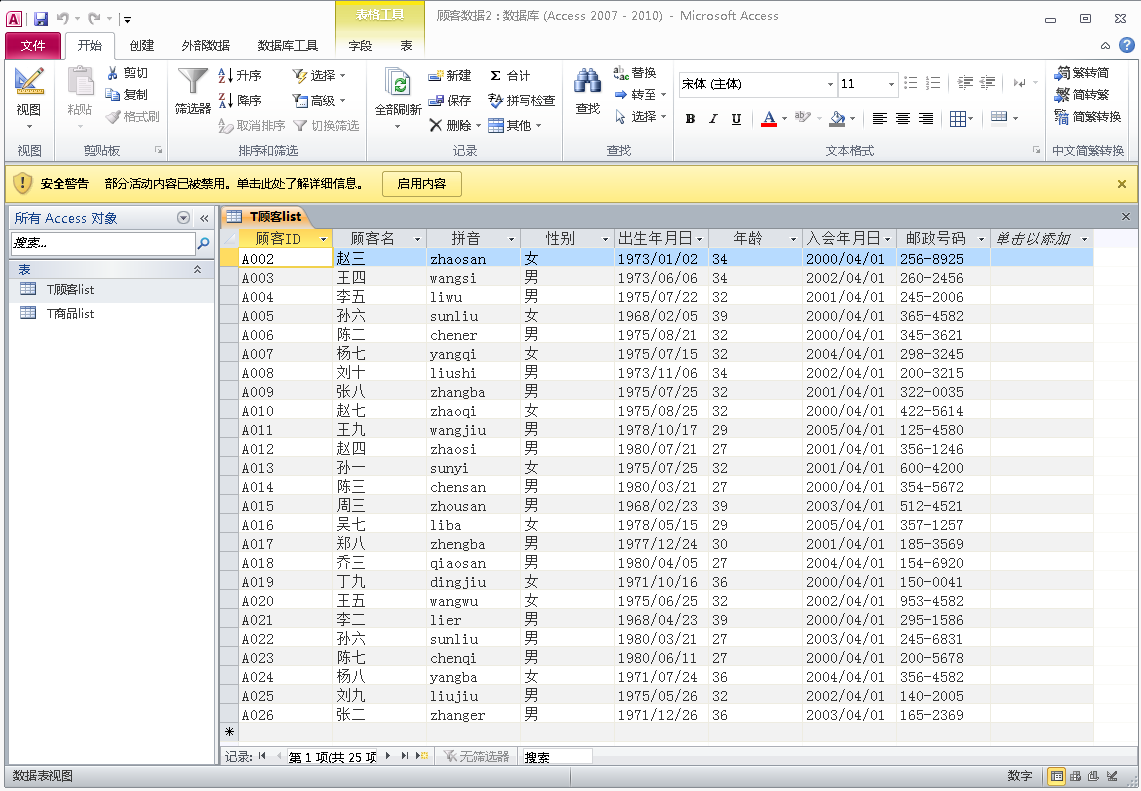 顾客数据2 : 数据库 (Access 2007 - 2010) - Microsoft Access
表格工具
文件 开始 创建 外部数据 数据库工具 字段 表
视图 粘贴 剪切 复制 格式刷
筛选器 升序 降序 取消排序 选择 高级 切换筛选
全部刷新 新建 保存 删除 合计 拼写检查 其他
查找 替换 转至 选择
宋体 (主体) 11
B I U A
繁转简 简转繁 简繁转换
视图 剪贴板 排序和筛选 记录 查找 文本格式 中文简繁转换
安全警告 部分活动内容已被禁用。单击此处了解详细信息。 启用内容
所有 Access 对象
搜索...
表
T顾客list
T商品list
T顾客list
顾客ID 顾客名 拼音 性别 出生年月日 年龄 入会年月日 邮政号码 单击以添加
A002 赵三 zhaosan 女 1973/01/02 34 2000/04/01 256-8925
A003 王四 wangsi 男 1973/06/06 34 2002/04/01 260-2456
A004 李五 liwu 男 1975/07/22 32 2001/04/01 245-2006
A005 孙六 sunliu 女 1968/02/05 39 2000/04/01 365-4582
A006 陈二 chener 男 1975/08/21 32 2000/04/01 345-3621
A007 杨七 yangqi 女 1975/07/15 32 2004/04/01 298-3245
A008 刘十 liushi 男 1973/11/06 34 2002/04/01 200-3215
A009 张八 zhangba 男 1975/07/25 32 2001/04/01 322-0035
A010 赵七 zhaoqi 女 1975/08/25 32 2000/04/01 422-5614
A011 王九 wangjiu 男 1978/10/17 29 2005/04/01 125-4580
A012 赵四 zhaosi 男 1980/07/21 27 2001/04/01 356-1246
A013 孙一 sunyi 女 1975/07/25 32 2001/04/01 600-4200
A014 陈三 chensan 男 1980/03/21 27 2000/04/01 354-5672
A015 周三 zhousan 男 1968/02/23 39 2003/04/01 512-4521
A016 吴七 liba 女 1978/05/15 29 2005/04/01 357-1257
A017 郑八 zhengba 男 1977/12/24 30 2001/04/01 185-3569
A018 乔三 qiaosan 男 1980/04/05 27 2004/04/01 154-6920
A019 丁九 dingjiu 女 1971/10/16 36 2000/04/01 150-0041
A020 王五 wangwu 女 1975/06/25 32 2002/04/01 953-4582
A021 李二 lier 男 1968/04/23 39 2000/04/01 295-1586
A022 孙六 sunliu 男 1980/03/21 27 2003/04/01 245-6831
A023 陈七 chenqi 男 1980/06/11 27 2000/04/01 200-5678
A024 杨八 yangba 女 1971/07/24 36 2004/04/01 356-4582
A025 刘九 liujiu 男 1975/05/26 32 2002/04/01 140-2005
A026 张二 zhanger 男 1971/12/26 36 2003/04/01 165-2369
记录: 第 1 项(共 25 项 无筛选器 搜索
数据表视图 数字